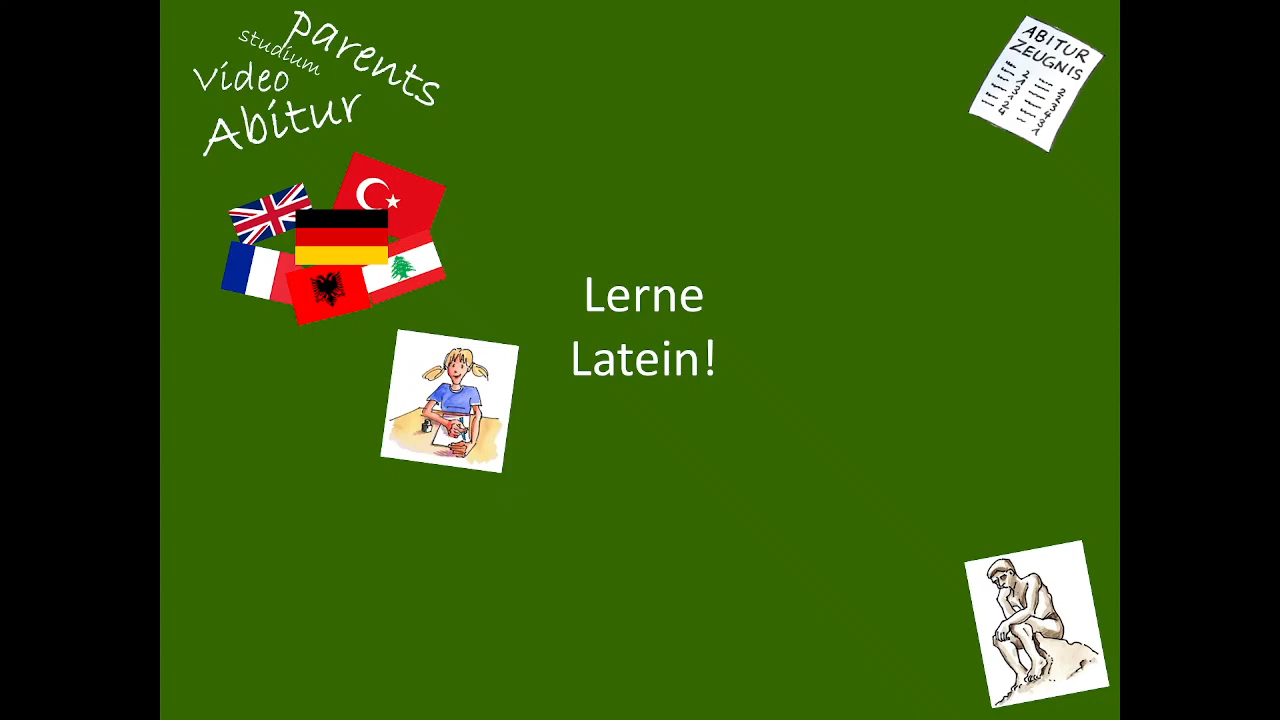 parents
studium
Video
Abitur
ABITUR
ZEUGNIS
Lerne
Latein!